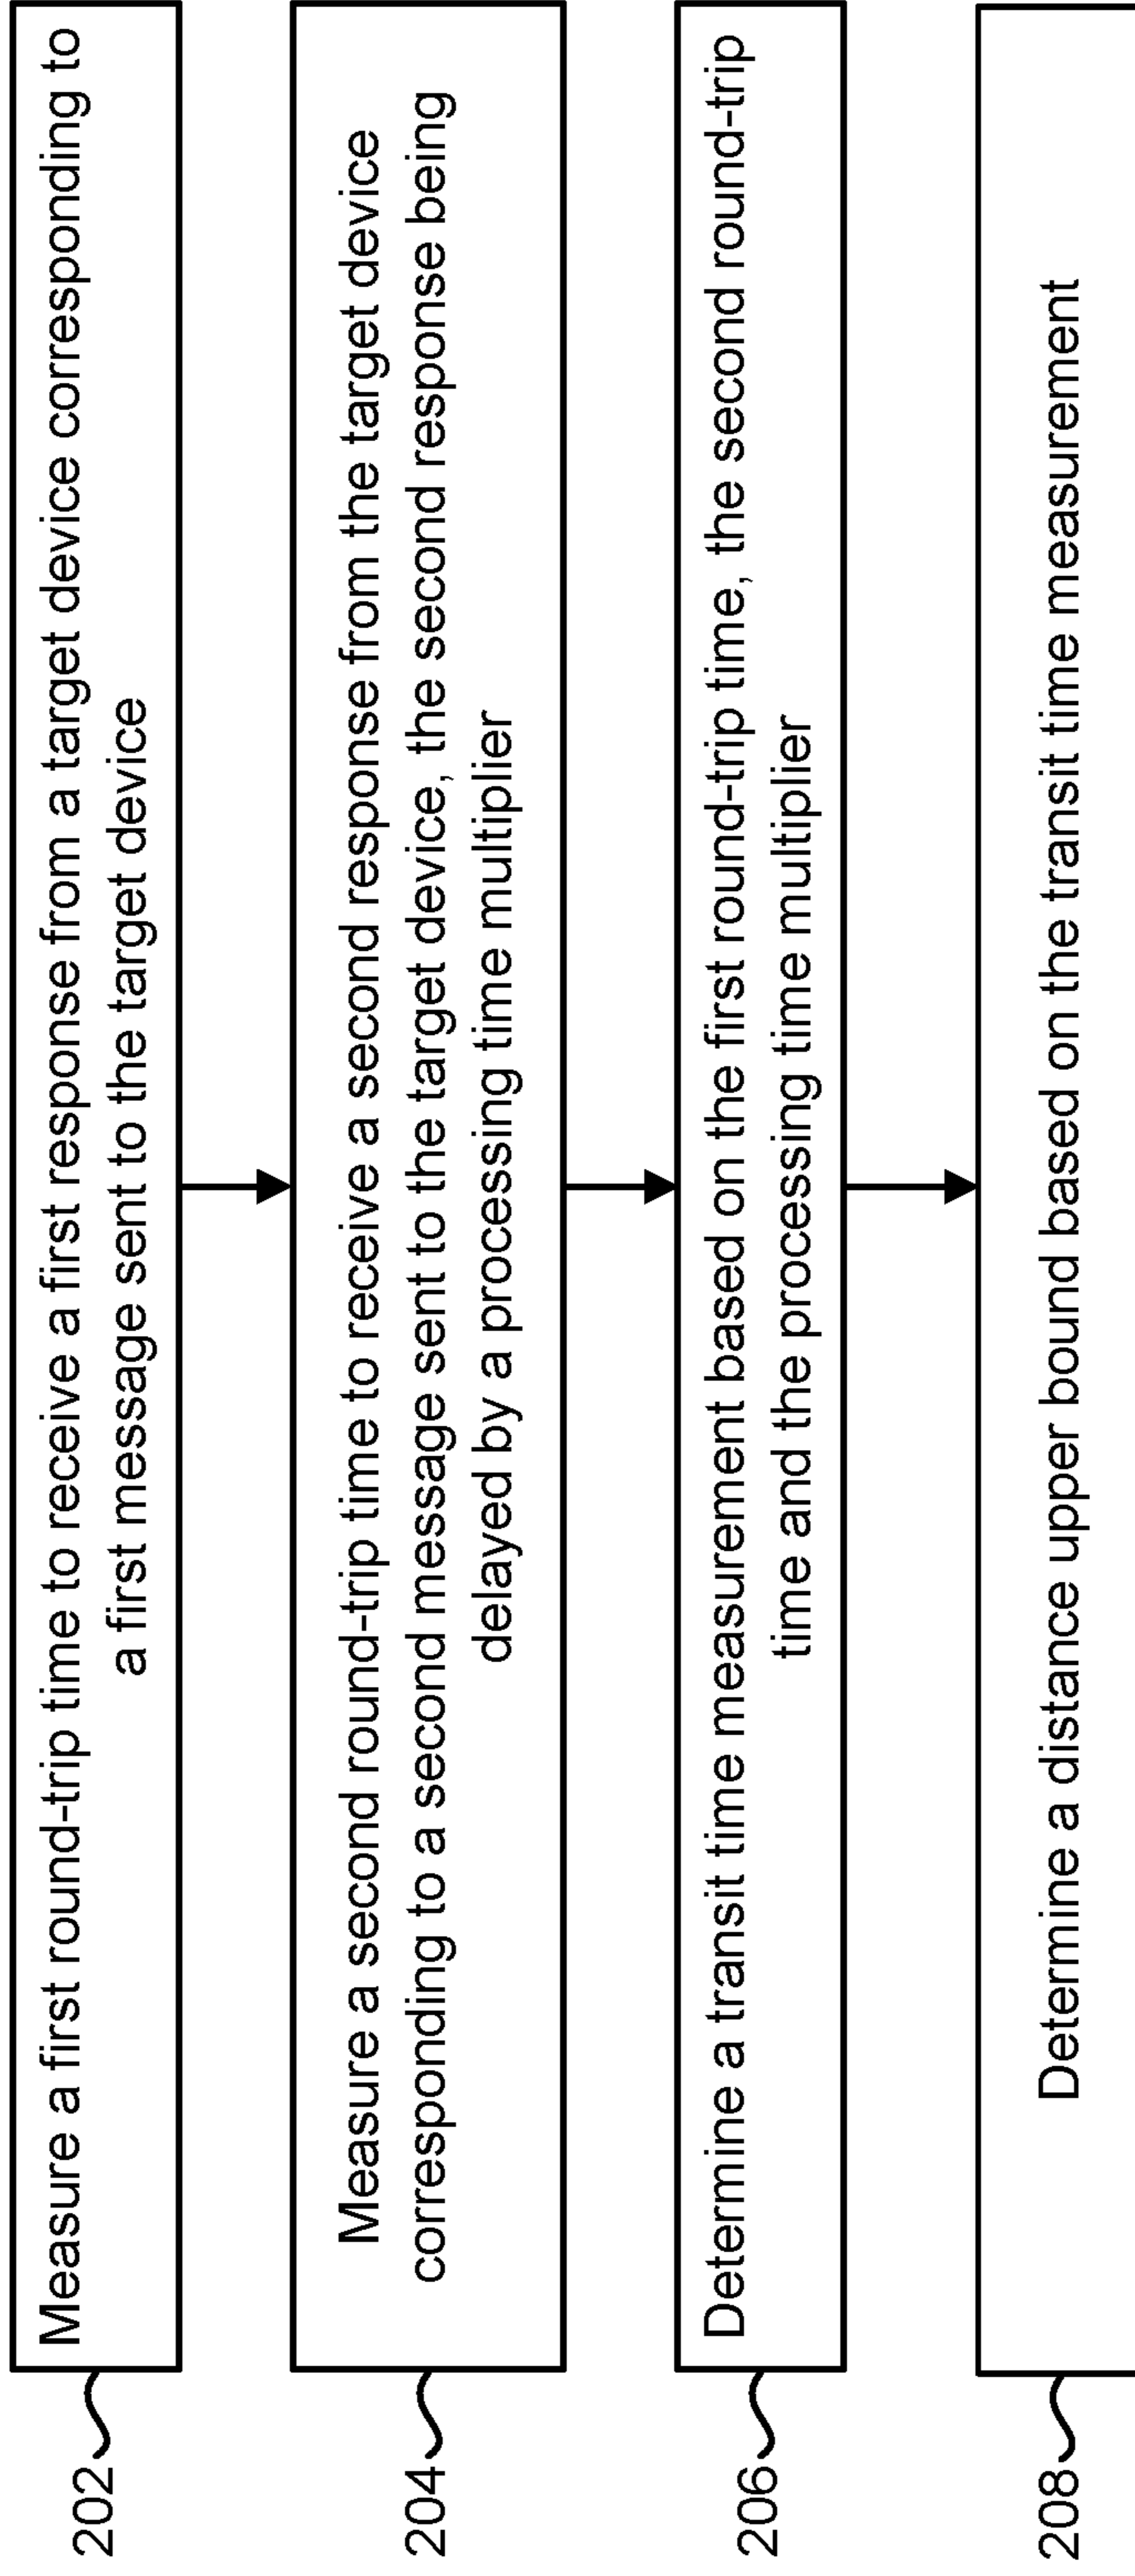 202
Measure a first round-trip time to receive a first response from a target device corresponding to
a first message sent to the target device
204
Measure a second round-trip time to receive a second response from the target device
corresponding to a second message sent to the target device, the second response being
delayed by a processing time multiplier
206
Determine a transit time measurement based on the first round-trip time, the second round-trip
time and the processing time multiplier
208
Determine a distance upper bound based on the transit time measurement